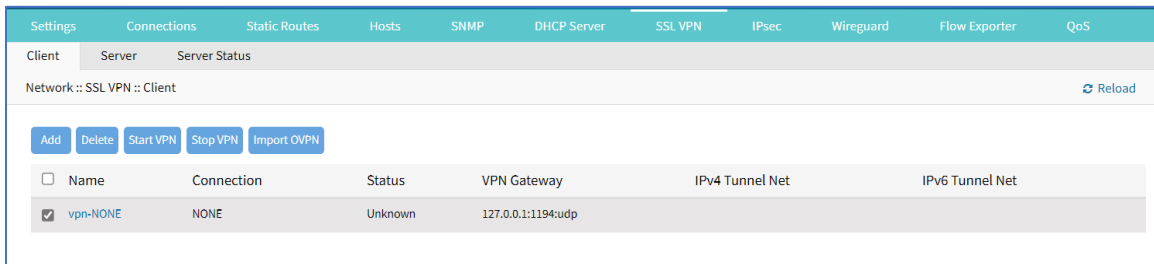 Settings Connections Static Routes Hosts SNMP DHCP Server SSL VPN IPsec Wireguard Flow Exporter QoS
Client Server Server Status
Network :: SSL VPN :: Client Reload
Add Delete Start VPN Stop VPN Import OVPN
Name Connection Status VPN Gateway IPv4 Tunnel Net IPv6 Tunnel Net
vpn-NONE NONE Unknown 127.0.0.1:1194:udp